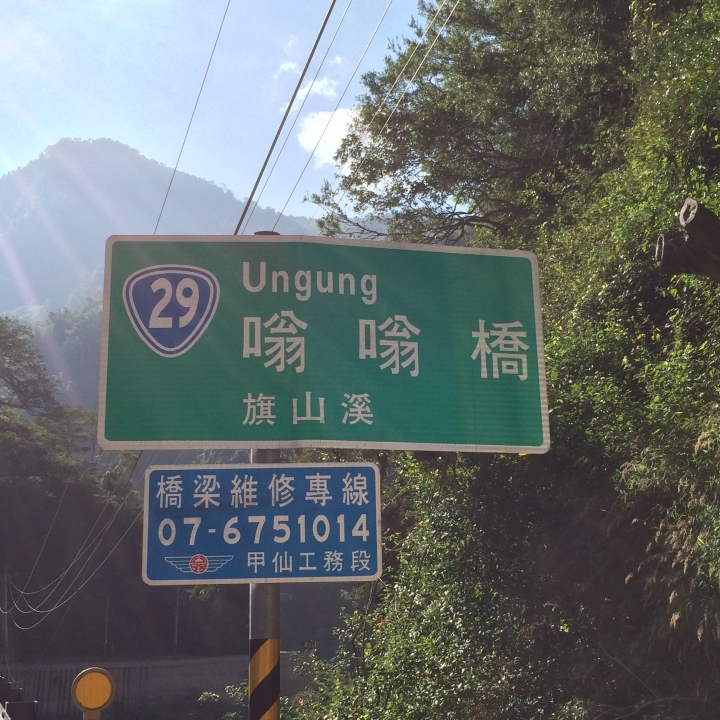 29
Ungung
嗡嗡橋
旗山溪
橋梁維修專線
07-6751014
甲仙工務段